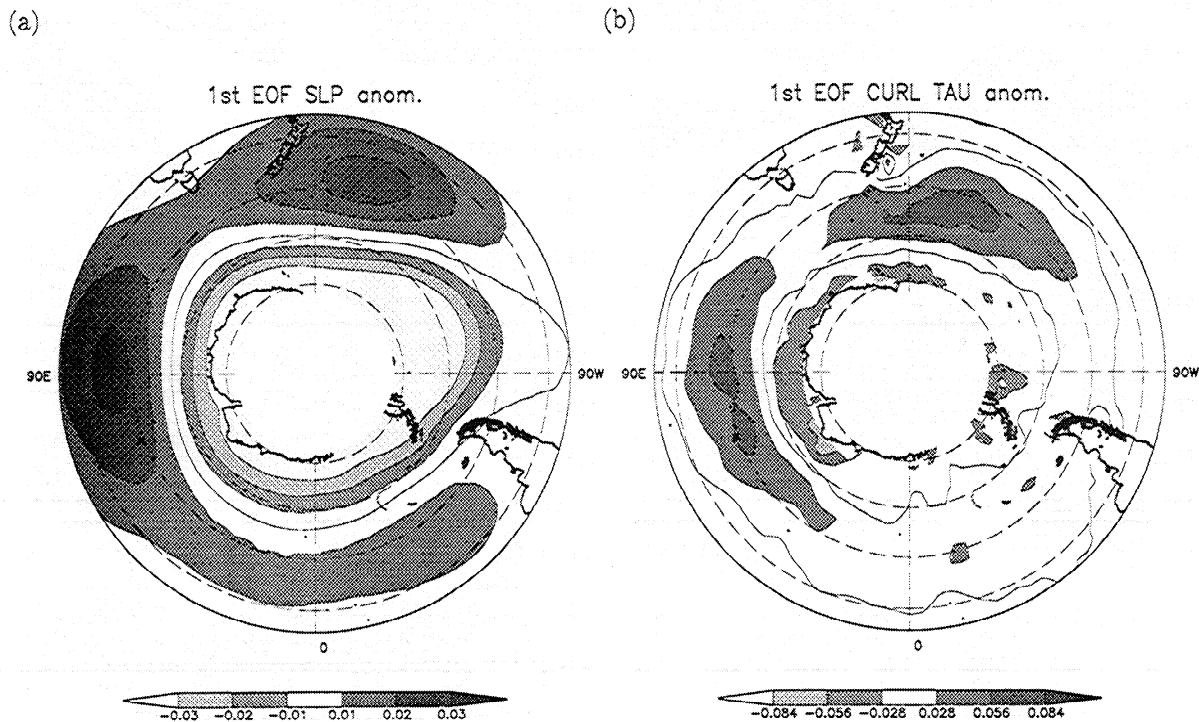 (a)
(b)
1st EOF SLP anom.
1st EOF CURL TAU anom.
90E
90W
90E
90W
0
0
-0.03 -0.02 -0.01 0.01 0.02 0.03
-0.084 -0.056 -0.028 0.028 0.056 0.084